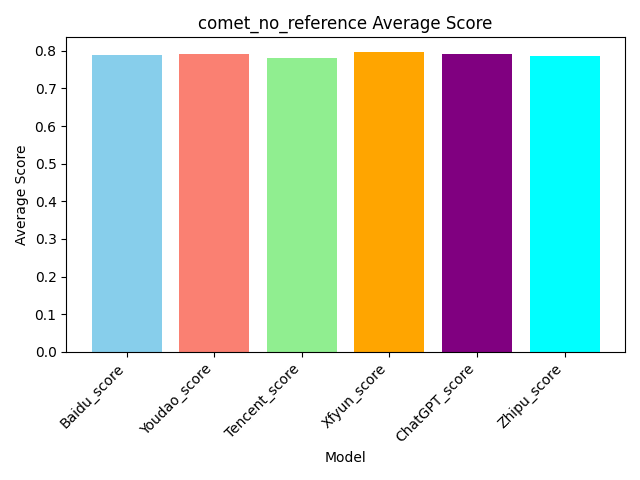 comet_no_reference Average Score
Average Score
0.8
0.7
0.6
0.5
0.4
0.3
0.2
0.1
0.0
Baidu_score
Youdao_score
Tencent_score
Xfyun_score
ChatGPT_score
Zhipu_score
Model